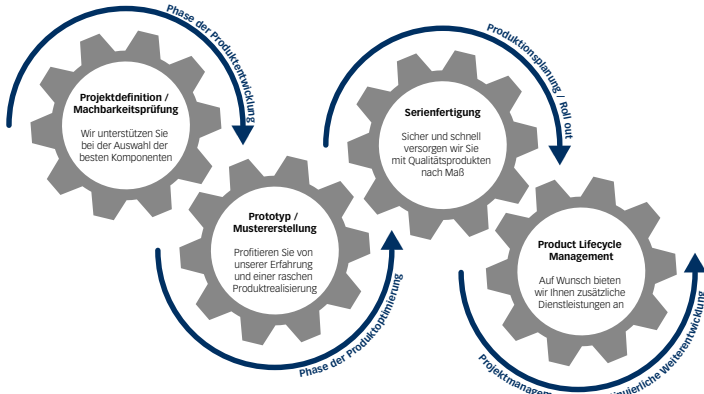 Phase der Produktentwicklung
Projektdefinition /
Machbarkeitsprüfung
Wir unterstützen Sie
bei der Auswahl der
besten Komponenten
Prototyp /
Mustererstellung
Profitieren Sie von
unserer Erfahrung
und einer raschen
Produktrealisierung
Phase der Produktoptimierung
Produktionsplanung / Roll out
Serienfertigung
Sicher und schnell
versorgen wir Sie
mit Qualitätsprodukten
nach Maß
Product Lifecycle
Management
Auf Wunsch bieten
wir Ihnen zusätzliche
Dienstleistungen an
Weiterentwicklung